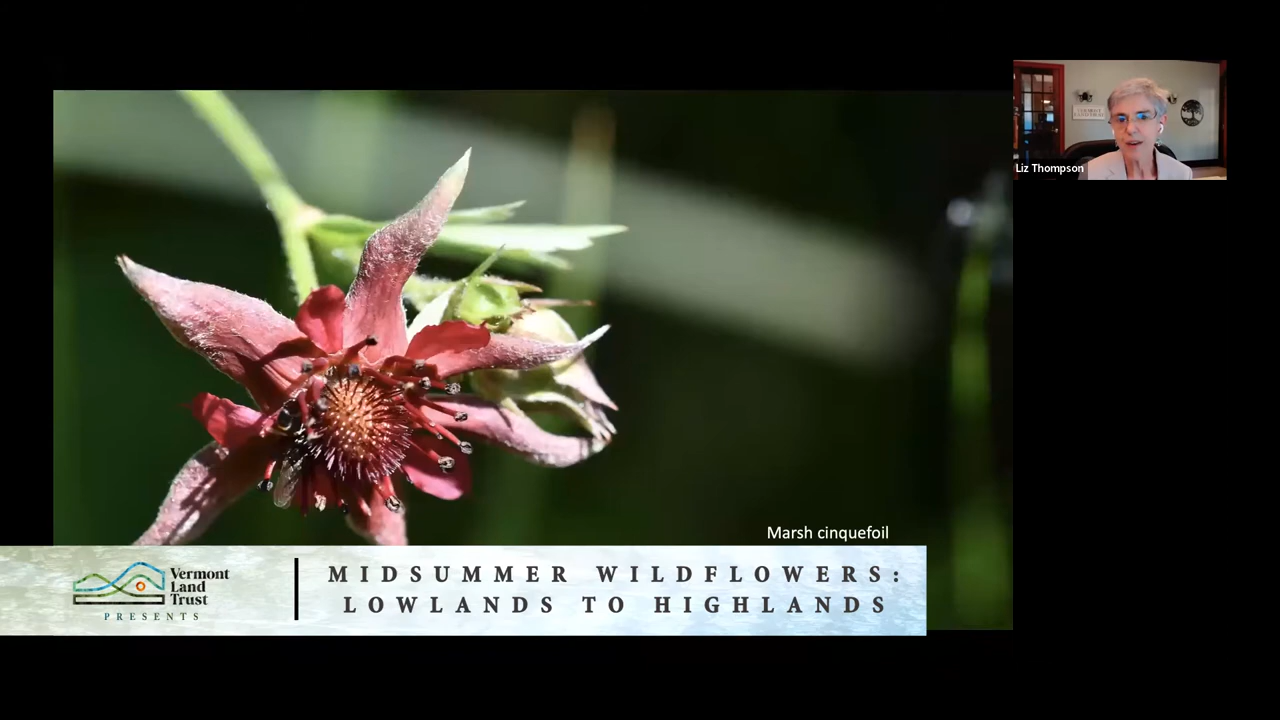 Liz Thompson
Marsh cinquefoil
Vermont
Land
Trust
PRESENTS
MIDSUMMER WILDFLOWERS:
LOWLANDS TO HIGHLANDS